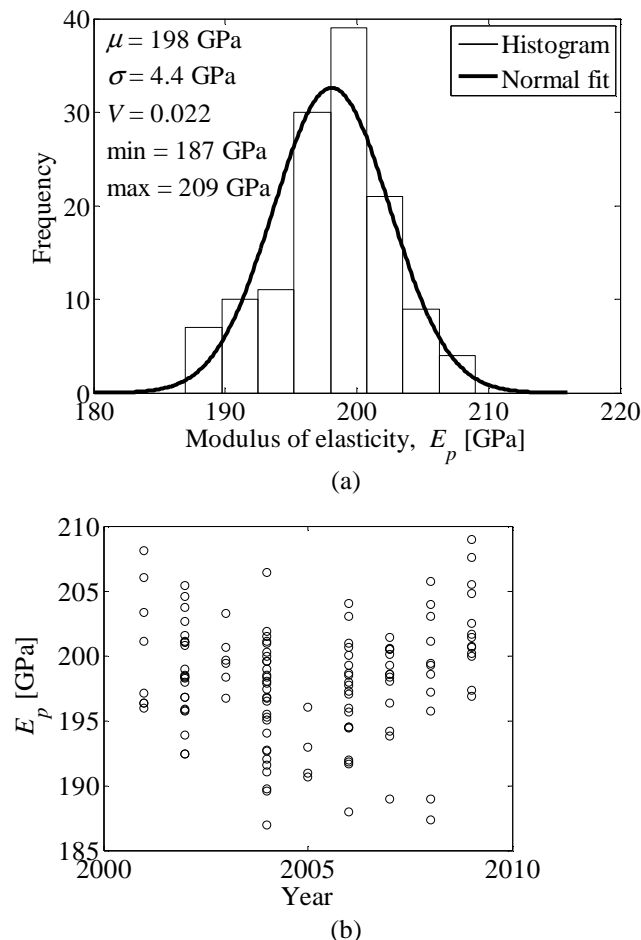 40
30
20
10
0
Frequency
μ = 198 GPa
σ = 4.4 GPa
V = 0.022
min = 187 GPa
max = 209 GPa
Histogram
Normal fit
180 190 200 210 220
Modulus of elasticity, E_p [GPa]
(a)
210
205
200
195
190
185
E_p [GPa]
2000 2005 2010
Year
(b)